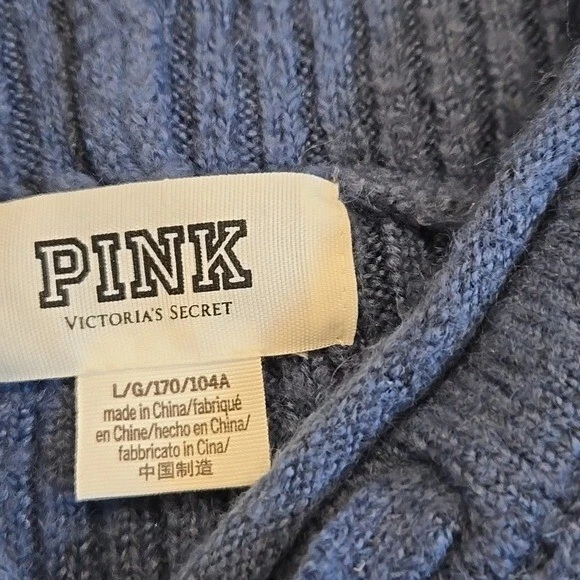 PINK
VICTORIA'S SECRET
L/G/170/104A
made in China/fabriqué
en Chine/hecho en China/
fabbricato in Cina/
中国制造